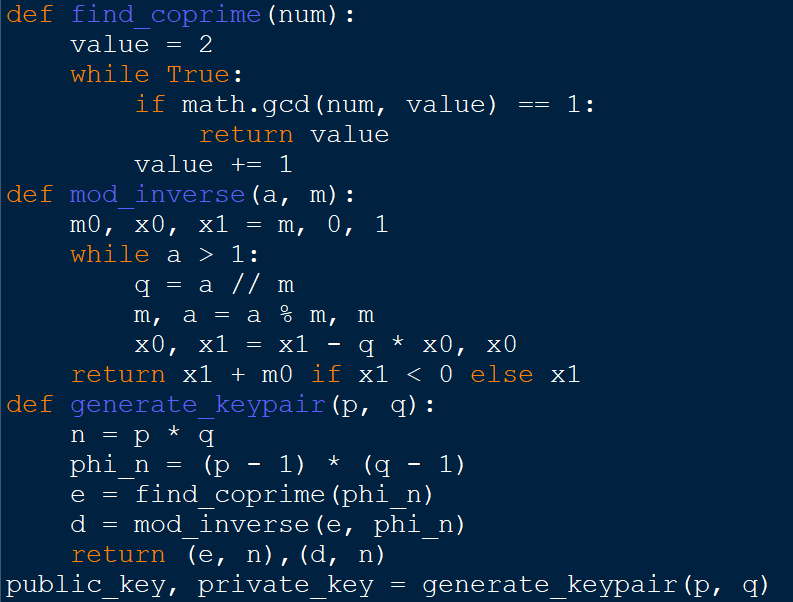 def find_coprime(num):
    value = 2
    while True:
        if math.gcd(num, value) == 1:
            return value
        value += 1
def mod_inverse(a, m):
    m0, x0, x1 = m, 0, 1
    while a > 1:
        q = a // m
        m, a = a % m, m
        x0, x1 = x1 - q * x0, x0
    return x1 + m0 if x1 < 0 else x1
def generate_keypair(p, q):
    n = p * q
    phi_n = (p - 1) * (q - 1)
    e = find_coprime(phi_n)
    d = mod_inverse(e, phi_n)
    return (e, n),(d, n)
public_key, private_key = generate_keypair(p, q)